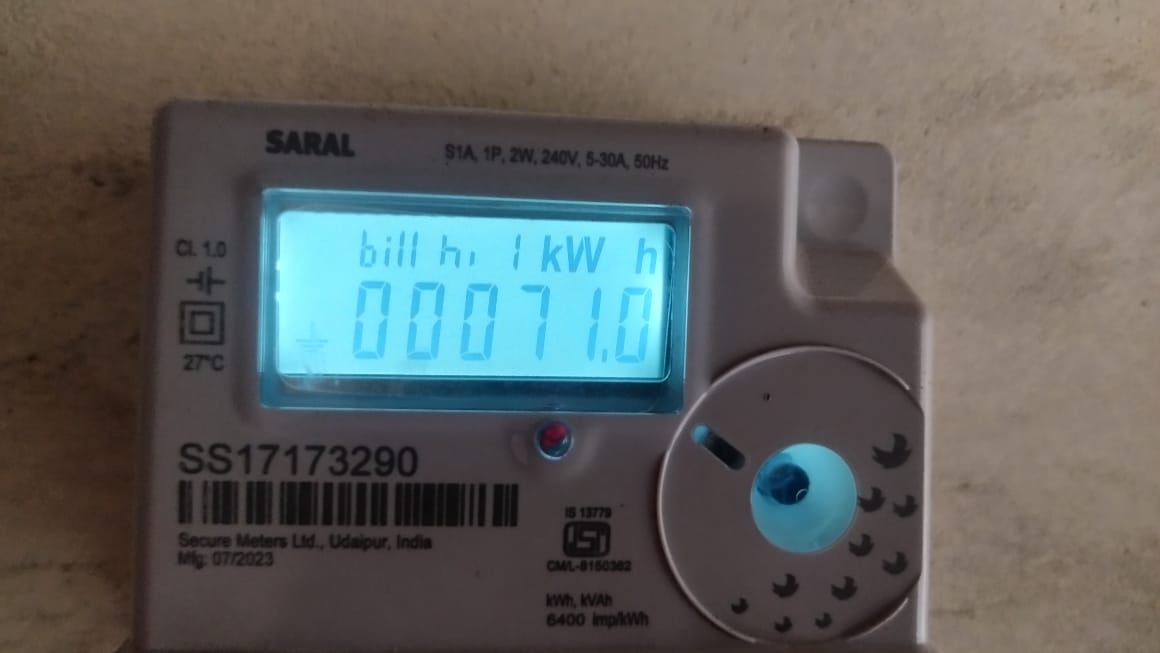 SARAL
S1A, 1P, 2W, 240V, 5-30A, 50Hz
bill hi 1 kW h
00071.0
Cl. 1.0
27°C
SS17173290
Secure Meters Ltd., Udaipur, India
Mfg: 07/2023
IS 13779
ISI
CM/L-8150362
kWh, kVAh
6400 imp/kWh